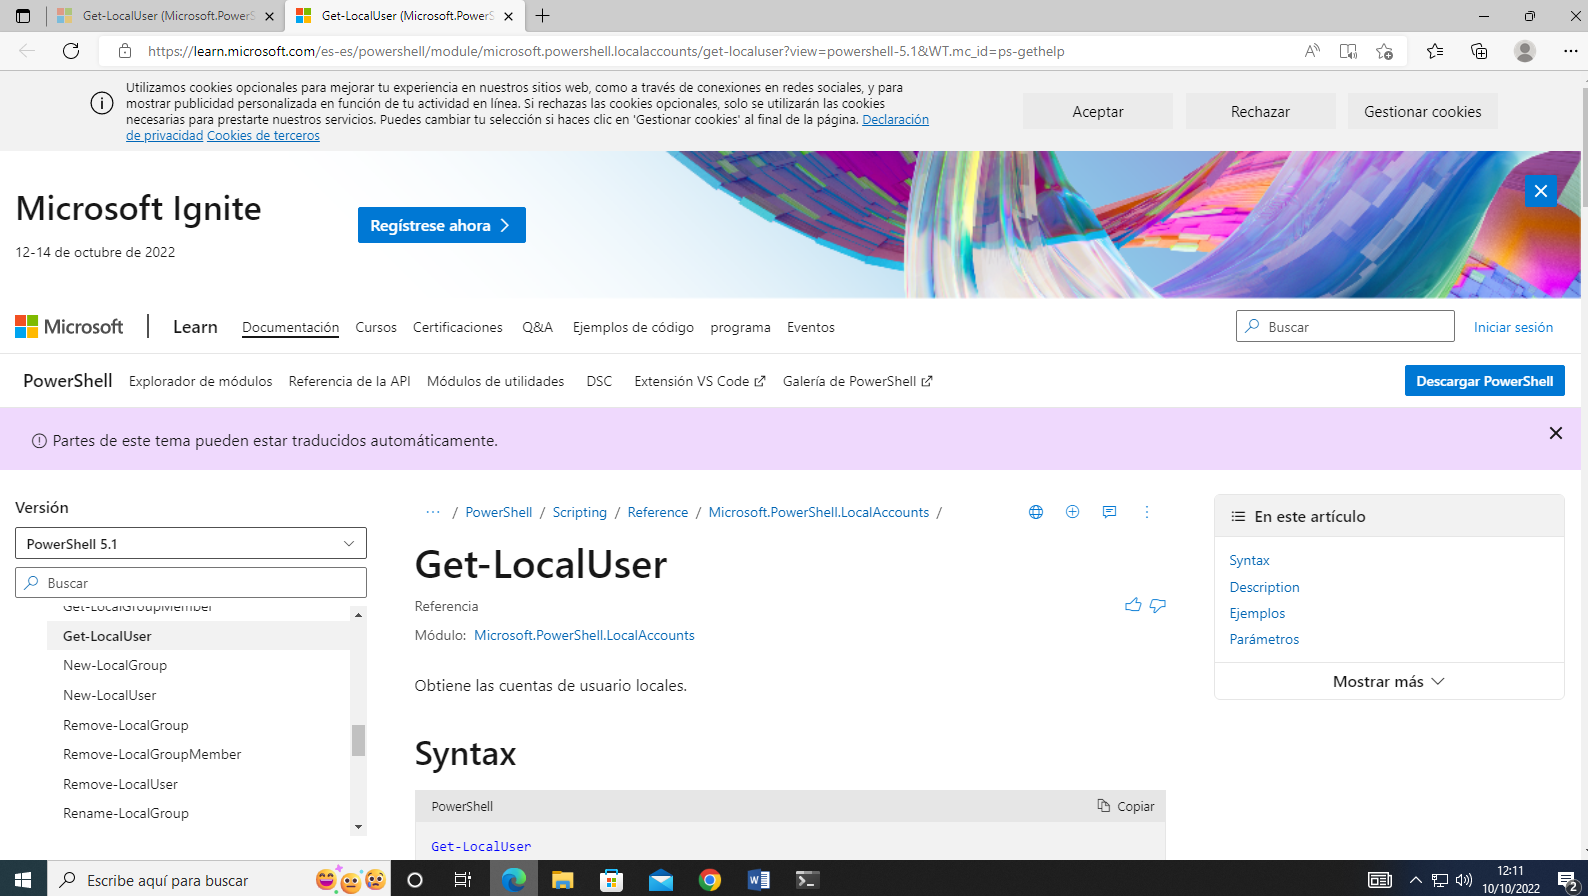 Get-LocalUser (Microsoft.PowerS
Get-LocalUser (Microsoft.PowerS
https://learn.microsoft.com/es-es/powershell/module/microsoft.powershell.localaccounts/get-localuser?view=powershell-5.1&WT.mc_id=ps-gethelp
Utilizamos cookies opcionales para mejorar tu experiencia en nuestros sitios web, como a través de conexiones en redes sociales, y para
mostrar publicidad personalizada en función de tu actividad en línea. Si rechazas las cookies opcionales, solo se utilizarán las cookies
necesarias para prestarte nuestros servicios. Puedes cambiar tu selección si haces clic en 'Gestionar cookies' al final de la página. Declaración
de privacidad Cookies de terceros
Aceptar
Rechazar
Gestionar cookies
Microsoft Ignite
12-14 de octubre de 2022
Regístrese ahora
Microsoft
Learn
Documentación
Cursos
Certificaciones
Q&A
Ejemplos de código
programa
Eventos
Buscar
Iniciar sesión
PowerShell
Explorador de módulos
Referencia de la API
Módulos de utilidades
DSC
Extensión VS Code
Galería de PowerShell
Descargar PowerShell
Partes de este tema pueden estar traducidos automáticamente.
Versión
PowerShell 5.1
Buscar
Get-LocalGroupMember
Get-LocalUser
New-LocalGroup
New-LocalUser
Remove-LocalGroup
Remove-LocalGroupMember
Remove-LocalUser
Rename-LocalGroup
... / PowerShell / Scripting / Reference / Microsoft.PowerShell.LocalAccounts /
Get-LocalUser
Referencia
Módulo: Microsoft.PowerShell.LocalAccounts
Obtiene las cuentas de usuario locales.
Syntax
PowerShell
Copiar
Get-LocalUser
En este artículo
Syntax
Description
Ejemplos
Parámetros
Mostrar más
Escribe aquí para buscar
12:11
10/10/2022
2